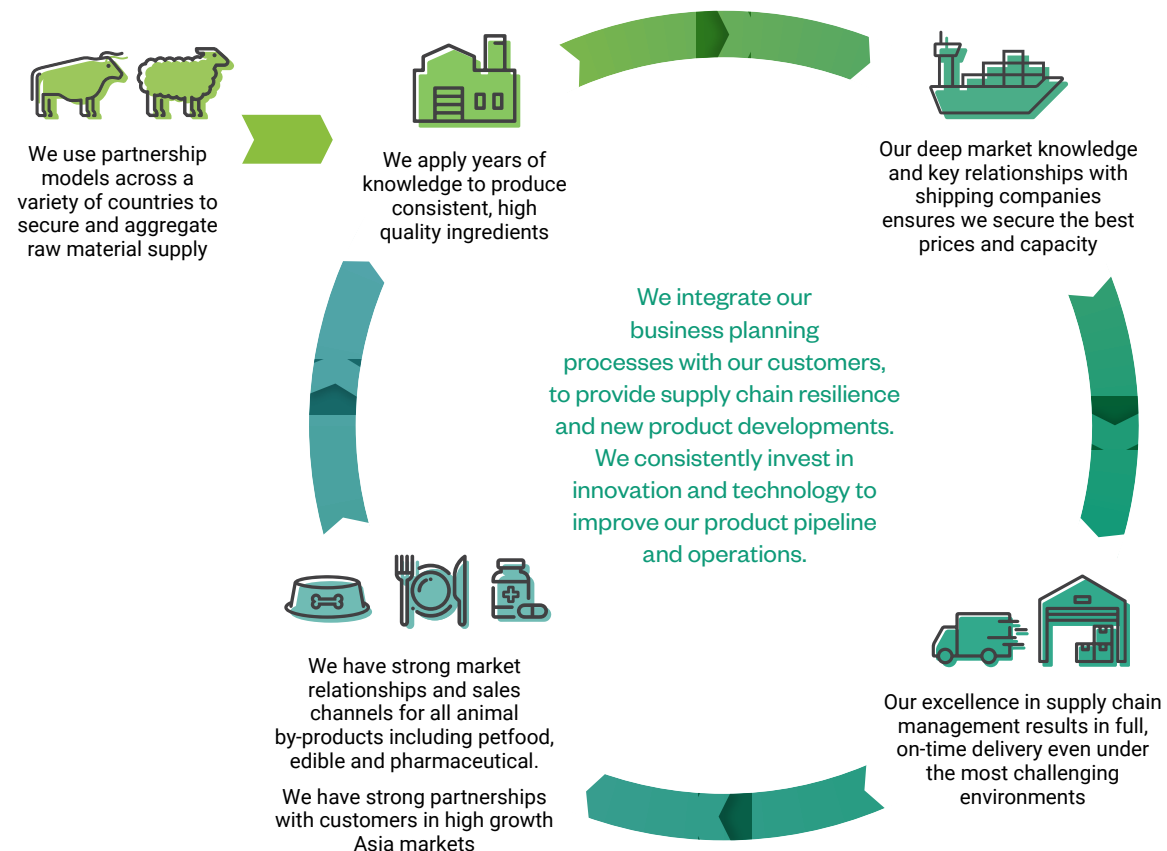 We use partnership
models across a
variety of countries to
secure and aggregate
raw material supply
We apply years of
knowledge to produce
consistent, high
quality ingredients
Our deep market knowledge
and key relationships with
shipping companies
ensures we secure the best
prices and capacity
We integrate our
business planning
processes with our customers,
to provide supply chain resilience
and new product developments.
We consistently invest in
innovation and technology to
improve our product pipeline
and operations.
We have strong market
relationships and sales
channels for all animal
by-products including petfood,
edible and pharmaceutical.
We have strong partnerships
with customers in high growth
Asia markets
Our excellence in supply chain
management results in full,
on-time delivery even under
the most challenging
environments